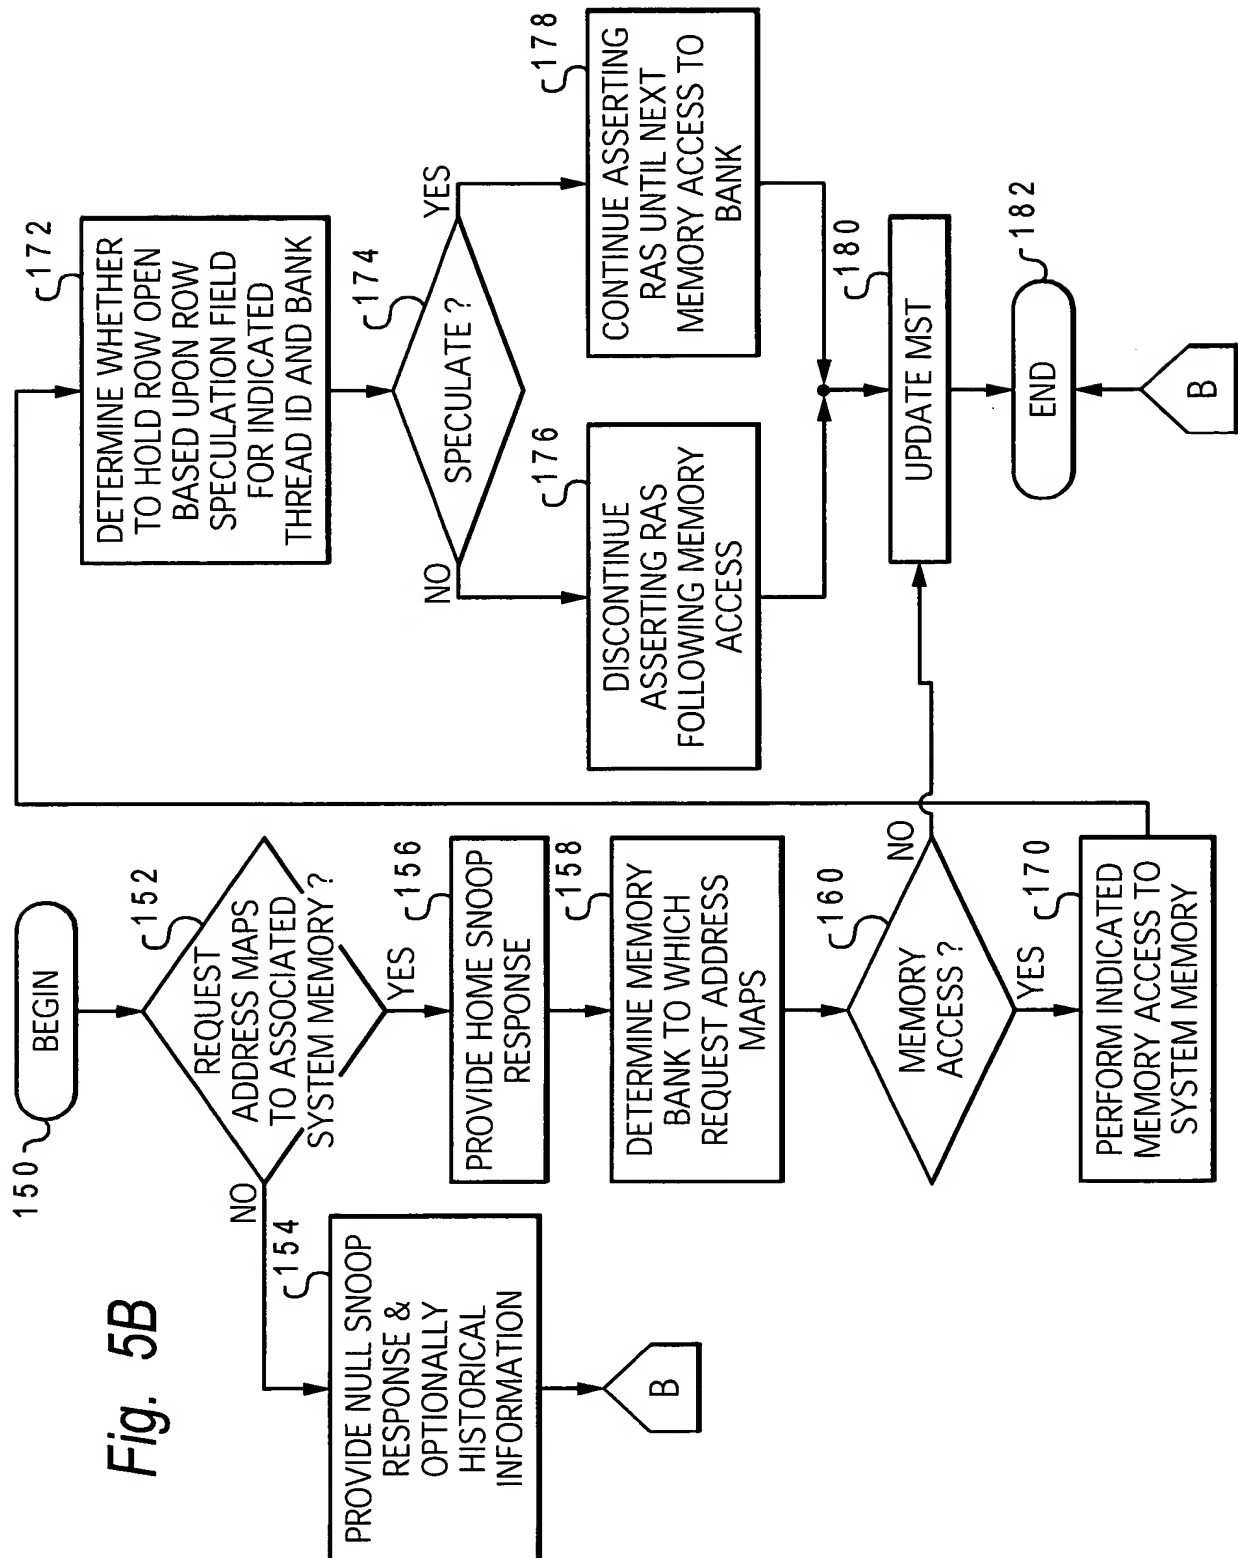 Fig. 5B
150
BEGIN
152
REQUEST
ADDRESS MAPS
TO ASSOCIATED
SYSTEM MEMORY ?
NO
YES
154
PROVIDE NULL SNOOP
RESPONSE &
OPTIONALLY
HISTORICAL
INFORMATION
B
156
PROVIDE HOME SNOOP
RESPONSE
158
DETERMINE MEMORY
BANK TO WHICH
REQUEST ADDRESS
MAPS
160
MEMORY
ACCESS ?
NO
YES
170
PERFORM INDICATED
MEMORY ACCESS TO
SYSTEM MEMORY
172
DETERMINE WHETHER
TO HOLD ROW OPEN
BASED UPON ROW
SPECULATION FIELD
FOR INDICATED
THREAD ID AND BANK
174
SPECULATE ?
NO
YES
176
DISCONTINUE
ASSERTING RAS
FOLLOWING MEMORY
ACCESS
178
CONTINUE ASSERTING
RAS UNTIL NEXT
MEMORY ACCESS TO
BANK
180
UPDATE MST
182
END
B